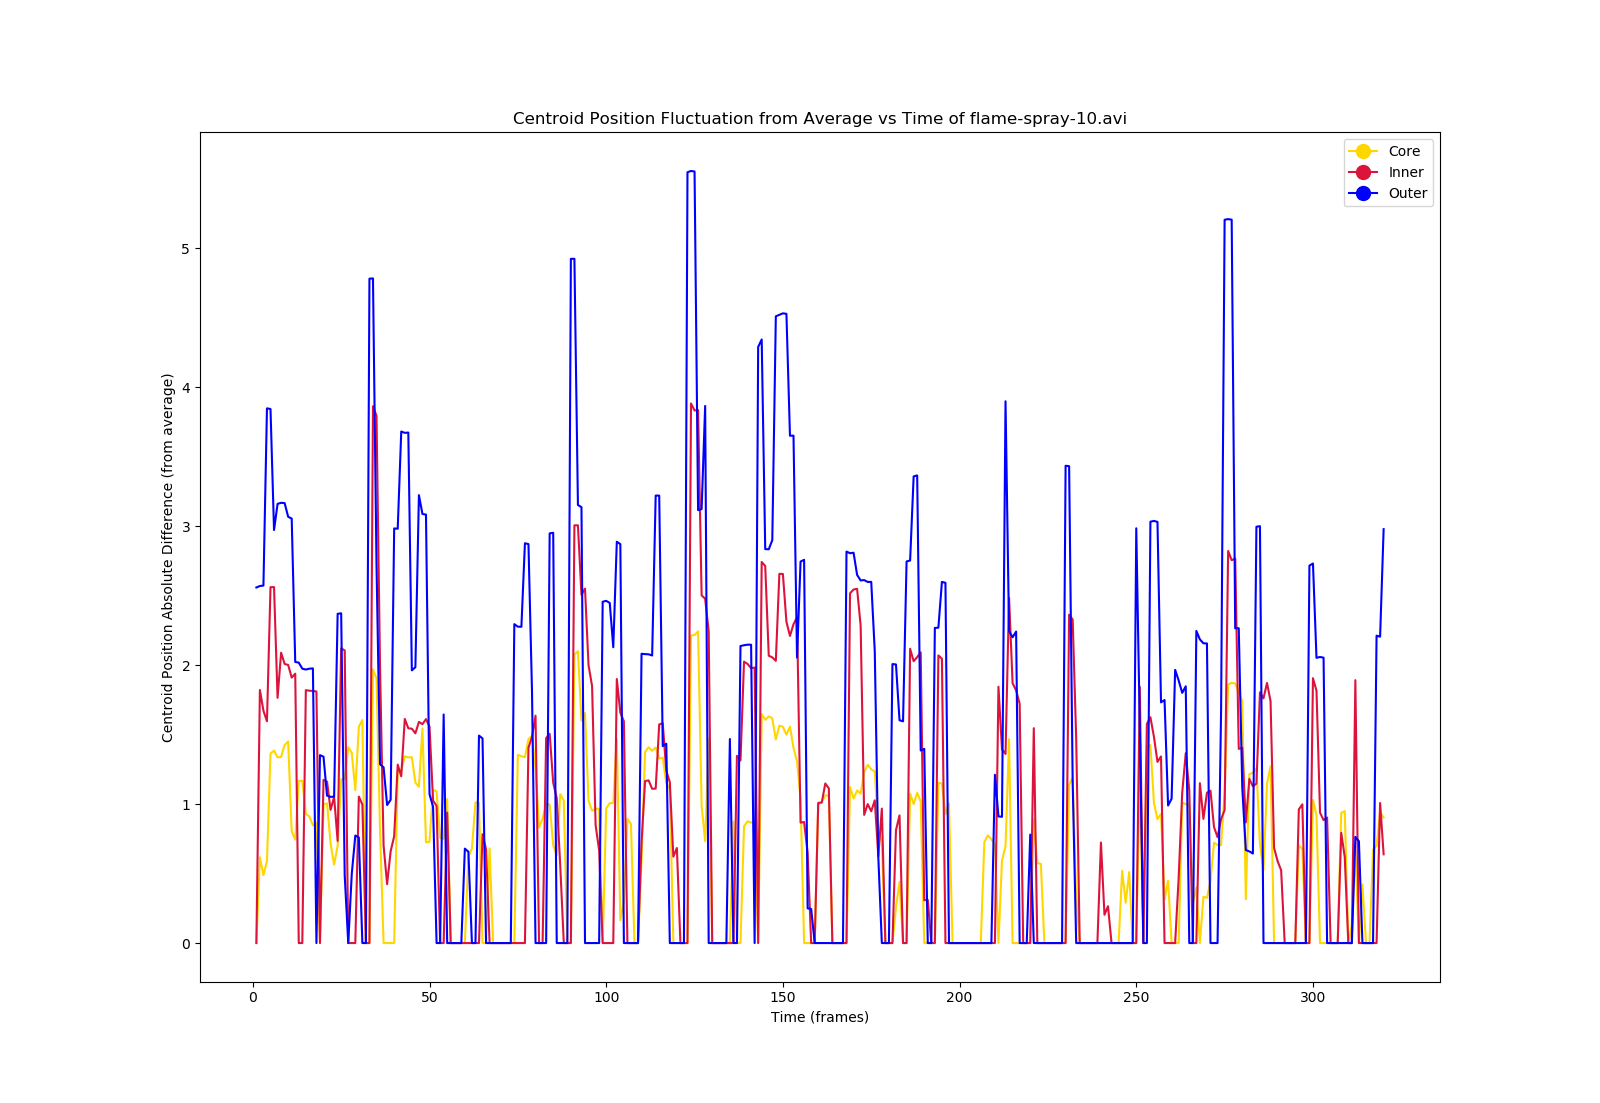 Centroid Position Fluctuation from Average vs Time of flame-spray-10.avi
Core
Inner
Outer
Centroid Position Absolute Difference (from average)
5
4
3
2
1
0
0 50 100 150 200 250 300
Time (frames)